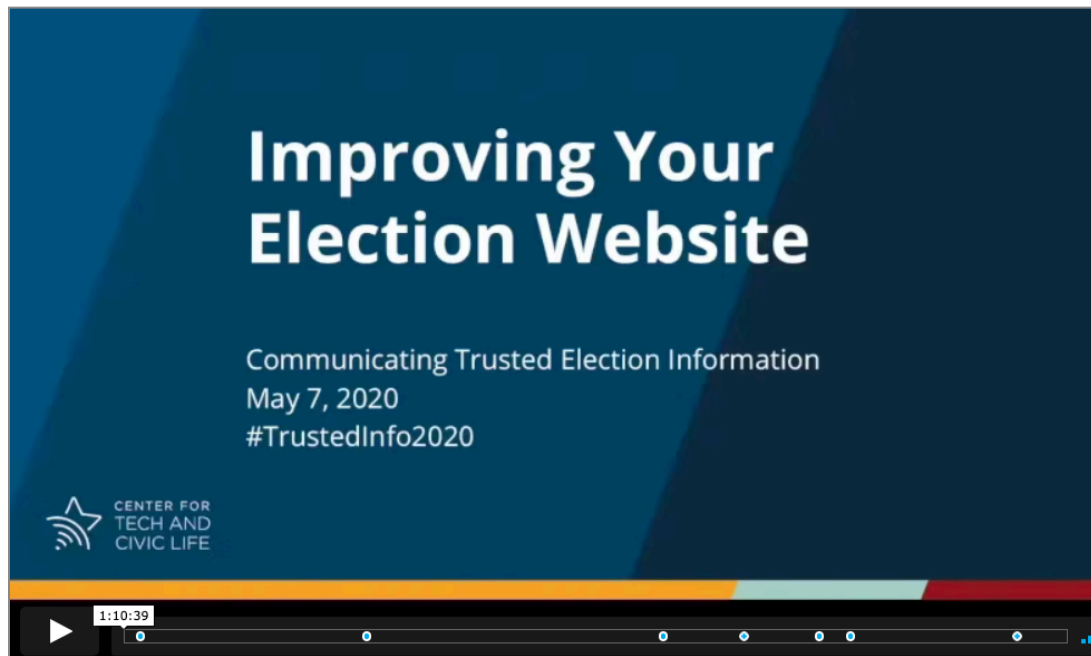 Improving Your
Election Website
Communicating Trusted Election Information
May 7, 2020
#TrustedInfo2020
CENTER FOR
TECH AND
CIVIC LIFE
1:10:39